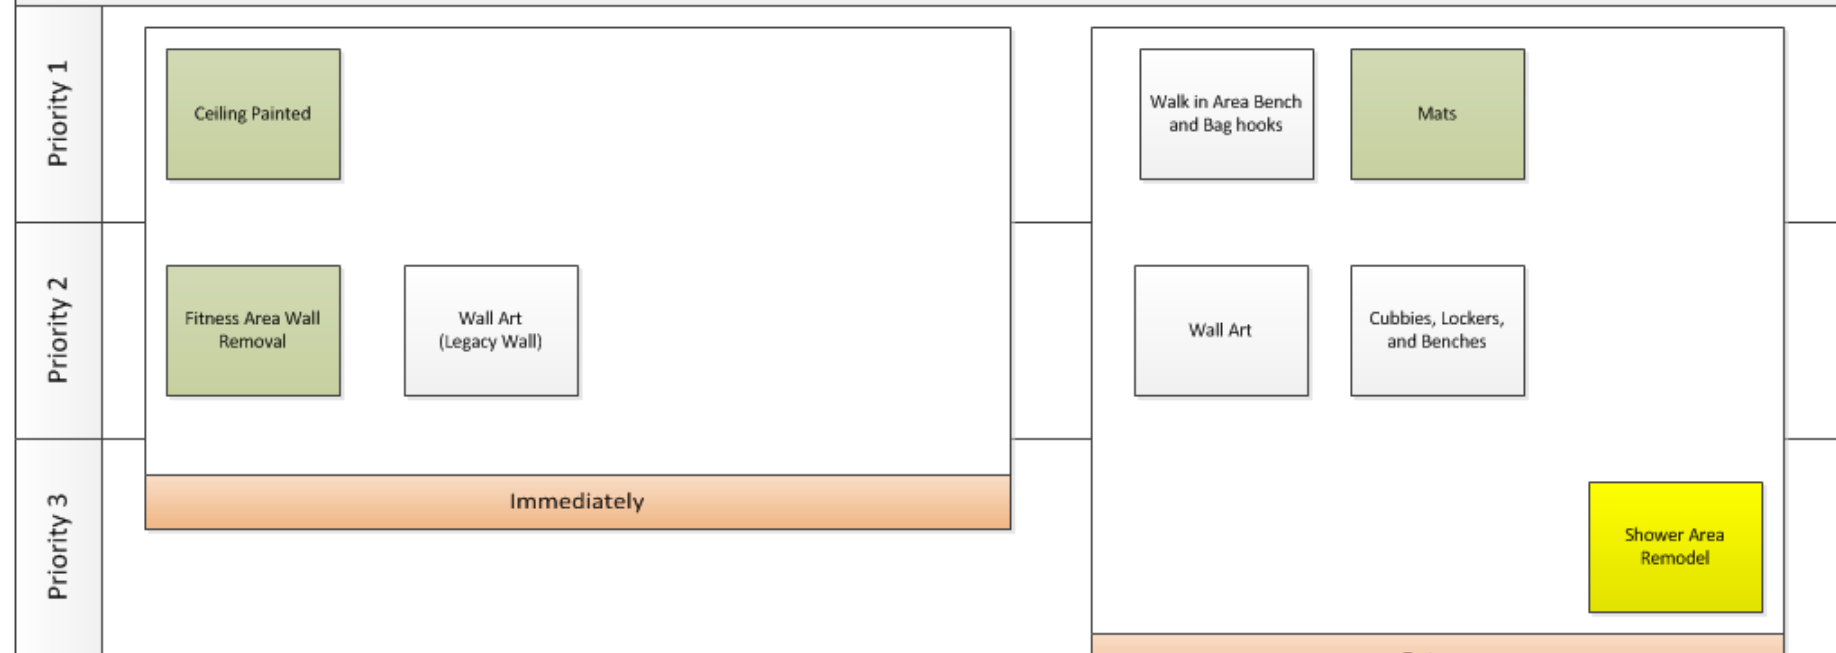 Priority 1
Ceiling Painted
Walk in Area Bench
and Bag hooks
Mats
Priority 2
Fitness Area Wall
Removal
Wall Art
(Legacy Wall)
Wall Art
Cubbies, Lockers,
and Benches
Priority 3
Immediately
Shower Area
Remodel